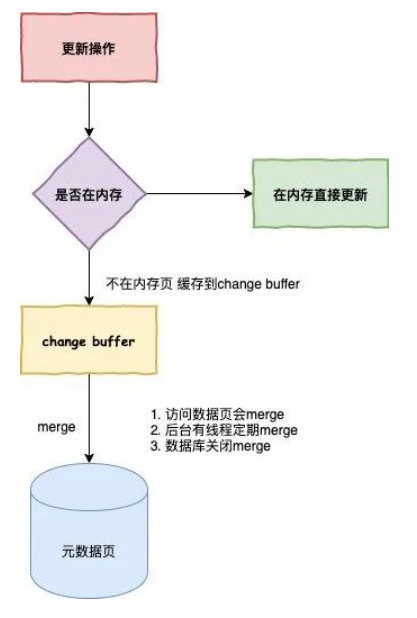 更新操作
是否在内存
在内存直接更新
不在内存页 缓存到change buffer
change buffer
merge
1. 访问数据页会merge
2. 后台有线程定期merge
3. 数据库关闭merge
元数据页